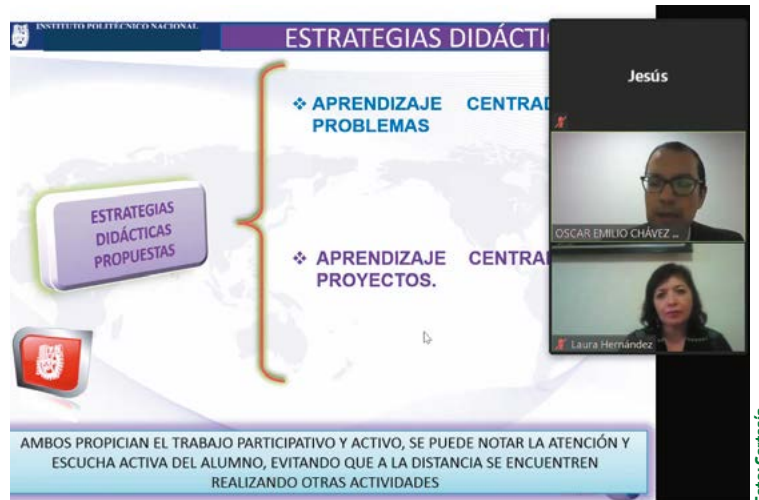 INSTITUTO POLITÉCNICO NACIONAL
ESTRATEGIAS DIDÁCTI
❖ APRENDIZAJE CENTRAD
PROBLEMAS
ESTRATEGIAS
DIDÁCTICAS
PROPUESTAS
❖ APRENDIZAJE CENTRA
PROYECTOS.
AMBOS PROPICIAN EL TRABAJO PARTICIPATIVO Y ACTIVO, SE PUEDE NOTAR LA ATENCIÓN Y
ESCUCHA ACTIVA DEL ALUMNO, EVITANDO QUE A LA DISTANCIA SE ENCUENTREN
REALIZANDO OTRAS ACTIVIDADES
Jesús
OSCAR EMILIO CHÁVEZ ...
Laura Hernández